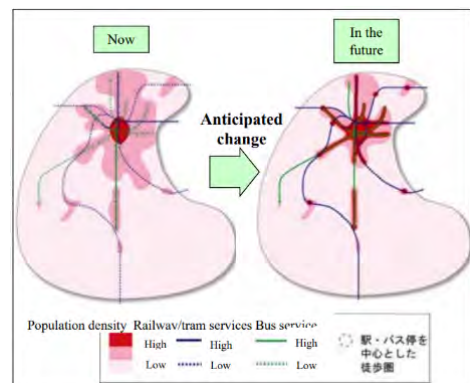 Now
In the
future
Anticipated
change
Population density Railway/tram services Bus service
High High High
Low Low Low
駅・バス停を
中心とした
徒歩圏